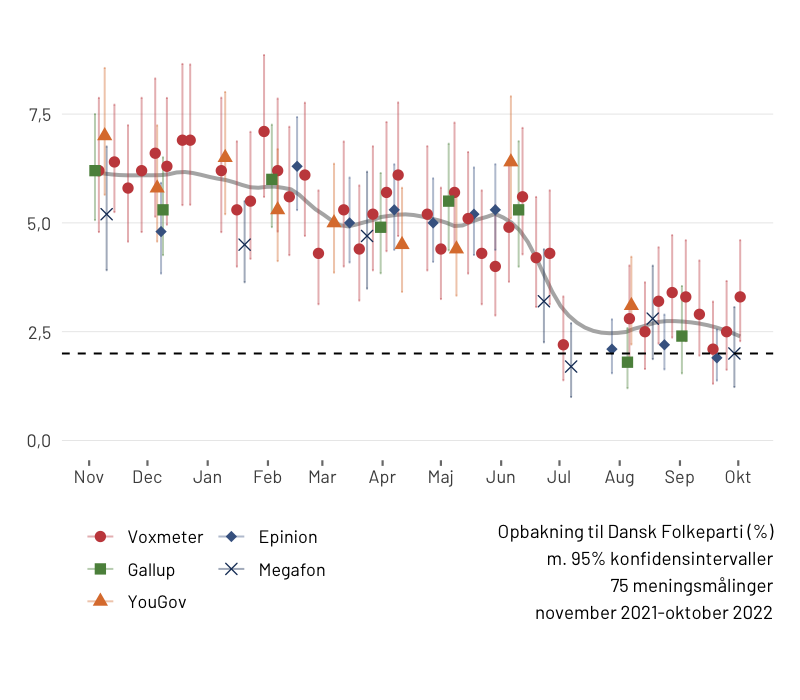 7,5
5,0
2,5
0,0
Nov Dec Jan Feb Mar Apr Maj Jun Jul Aug Sep Okt
Voxmeter Epinion
Gallup Megafon
YouGov
Opbakning til Dansk Folkeparti (%)
m. 95% konfidensintervaller
75 meningsmålinger
november 2021-oktober 2022